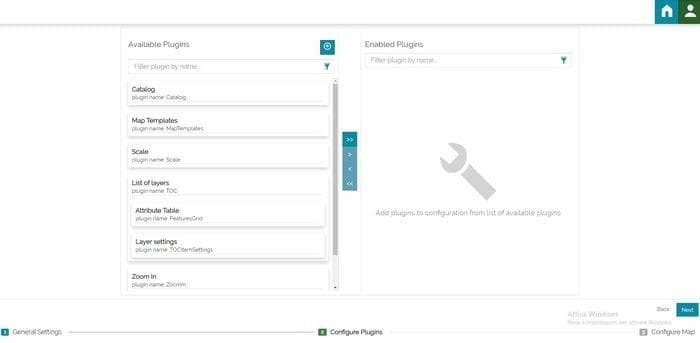 Available Plugins
Filter plugin by name...
Catalog
plugin name: Catalog
Map Templates
plugin name: MapTemplates
Scale
plugin name: Scale
List of layers
plugin name: TOC
Attribute Table
plugin name: FeaturesGrid
Layer settings
plugin name: TOCItemSettings
Zoom In
plugin name: ZoomIn
>>
>
<
<<
Enabled Plugins
Filter plugin by name...
Add plugins to configuration from list of available plugins
Back
Next
Attiva Windows
Passa a Impostazioni per attivare Windows.
1 General Settings
2 Configure Plugins
3 Configure Map